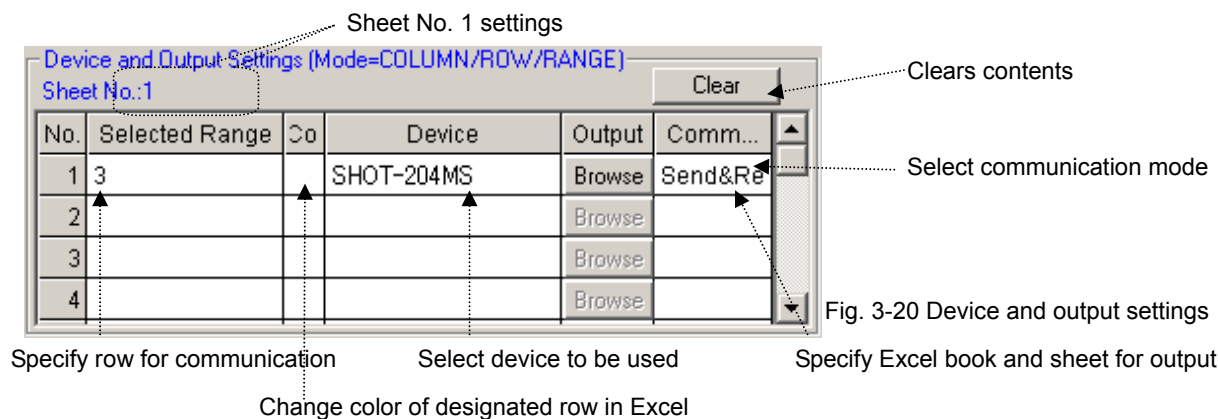 Sheet No. 1 settings
Device and Output Settings (Mode=COLUMN/ROW//RANGE)
Sheet No.:1
Clear
Clears contents
No. Selected Range Co Device Output Comm...
1 3 SHOT-204MS Browse Send&Re
Select communication mode
2 Browse
3 Browse
4 Browse
Fig. 3-20 Device and output settings
Specify row for communication
Select device to be used
Specify Excel book and sheet for output
Change color of designated row in Excel